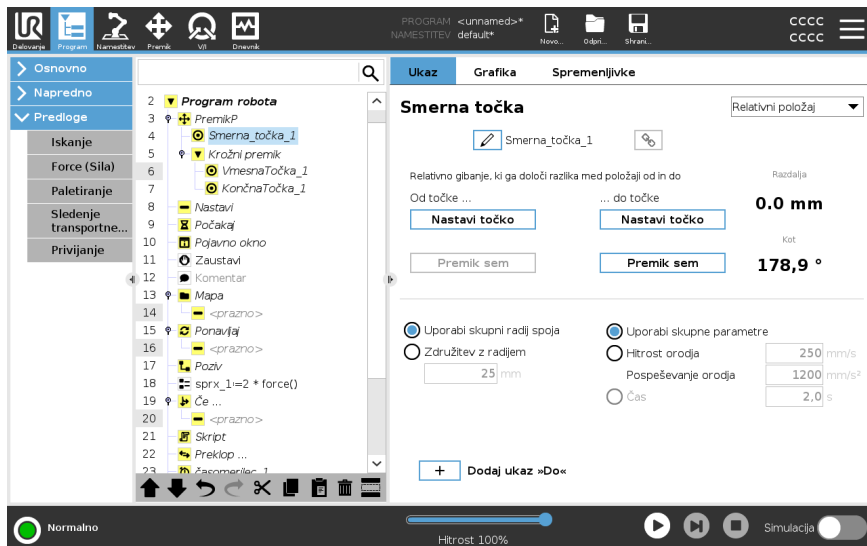 UR
Delovanje
Program
Namestitev
Premik
V/I
Dnevnik
PROGRAM <unnamed>*
NAMESTITEV default*
Novo...
Odpri...
Shrani...
CCCC
CCCC
Osnovno
Napredno
Predloge
Iskanje
Force (Sila)
Paletiranje
Sledenje
transportne...
Privijanje
2 Program robota
3 PremikP
4 Smerna_točka_1
5 Krožni premik
6 VmesnaTočka_1
7 KončnaTočka_1
8 Nastavi
9 Počakaj
10 Pojavno okno
11 Zaustavi
12 Komentar
13 Mapa
14 <prazno>
15 Ponavljaj
16 <prazno>
17 Poziv
18 sprx_1≔2 * force()
19 Če ...
20 <prazno>
21 Skript
22 Preklop ...
23 časomerilec_1
Ukaz
Grafika
Spremenljivke
Smerna točka
Relativni položaj
Smerna_točka_1
Relativno gibanje, ki ga določi razlika med položaji od in do
Razdalja
Od točke ...
... do točke
0.0 mm
Nastavi točko
Nastavi točko
Kot
Premik sem
Premik sem
178,9 °
Uporabi skupni radij spoja
Uporabi skupne parametre
Združitev z radijem
Hitrost orodja
250 mm/s
25 mm
Pospeševanje orodja
1200 mm/s²
Čas
2,0 s
+ Dodaj ukaz »Do«
Normalno
Hitrost 100%
Simulacija